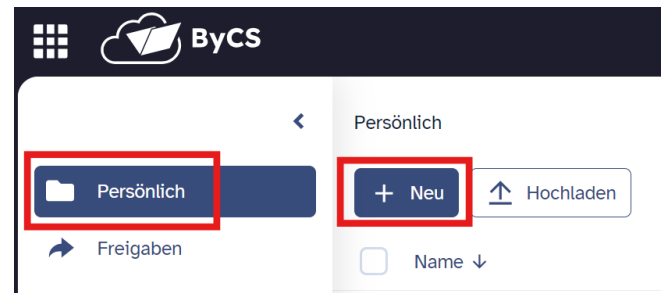 ByCS
Persönlich
Persönlich
Neu
Hochladen
Freigaben
Name